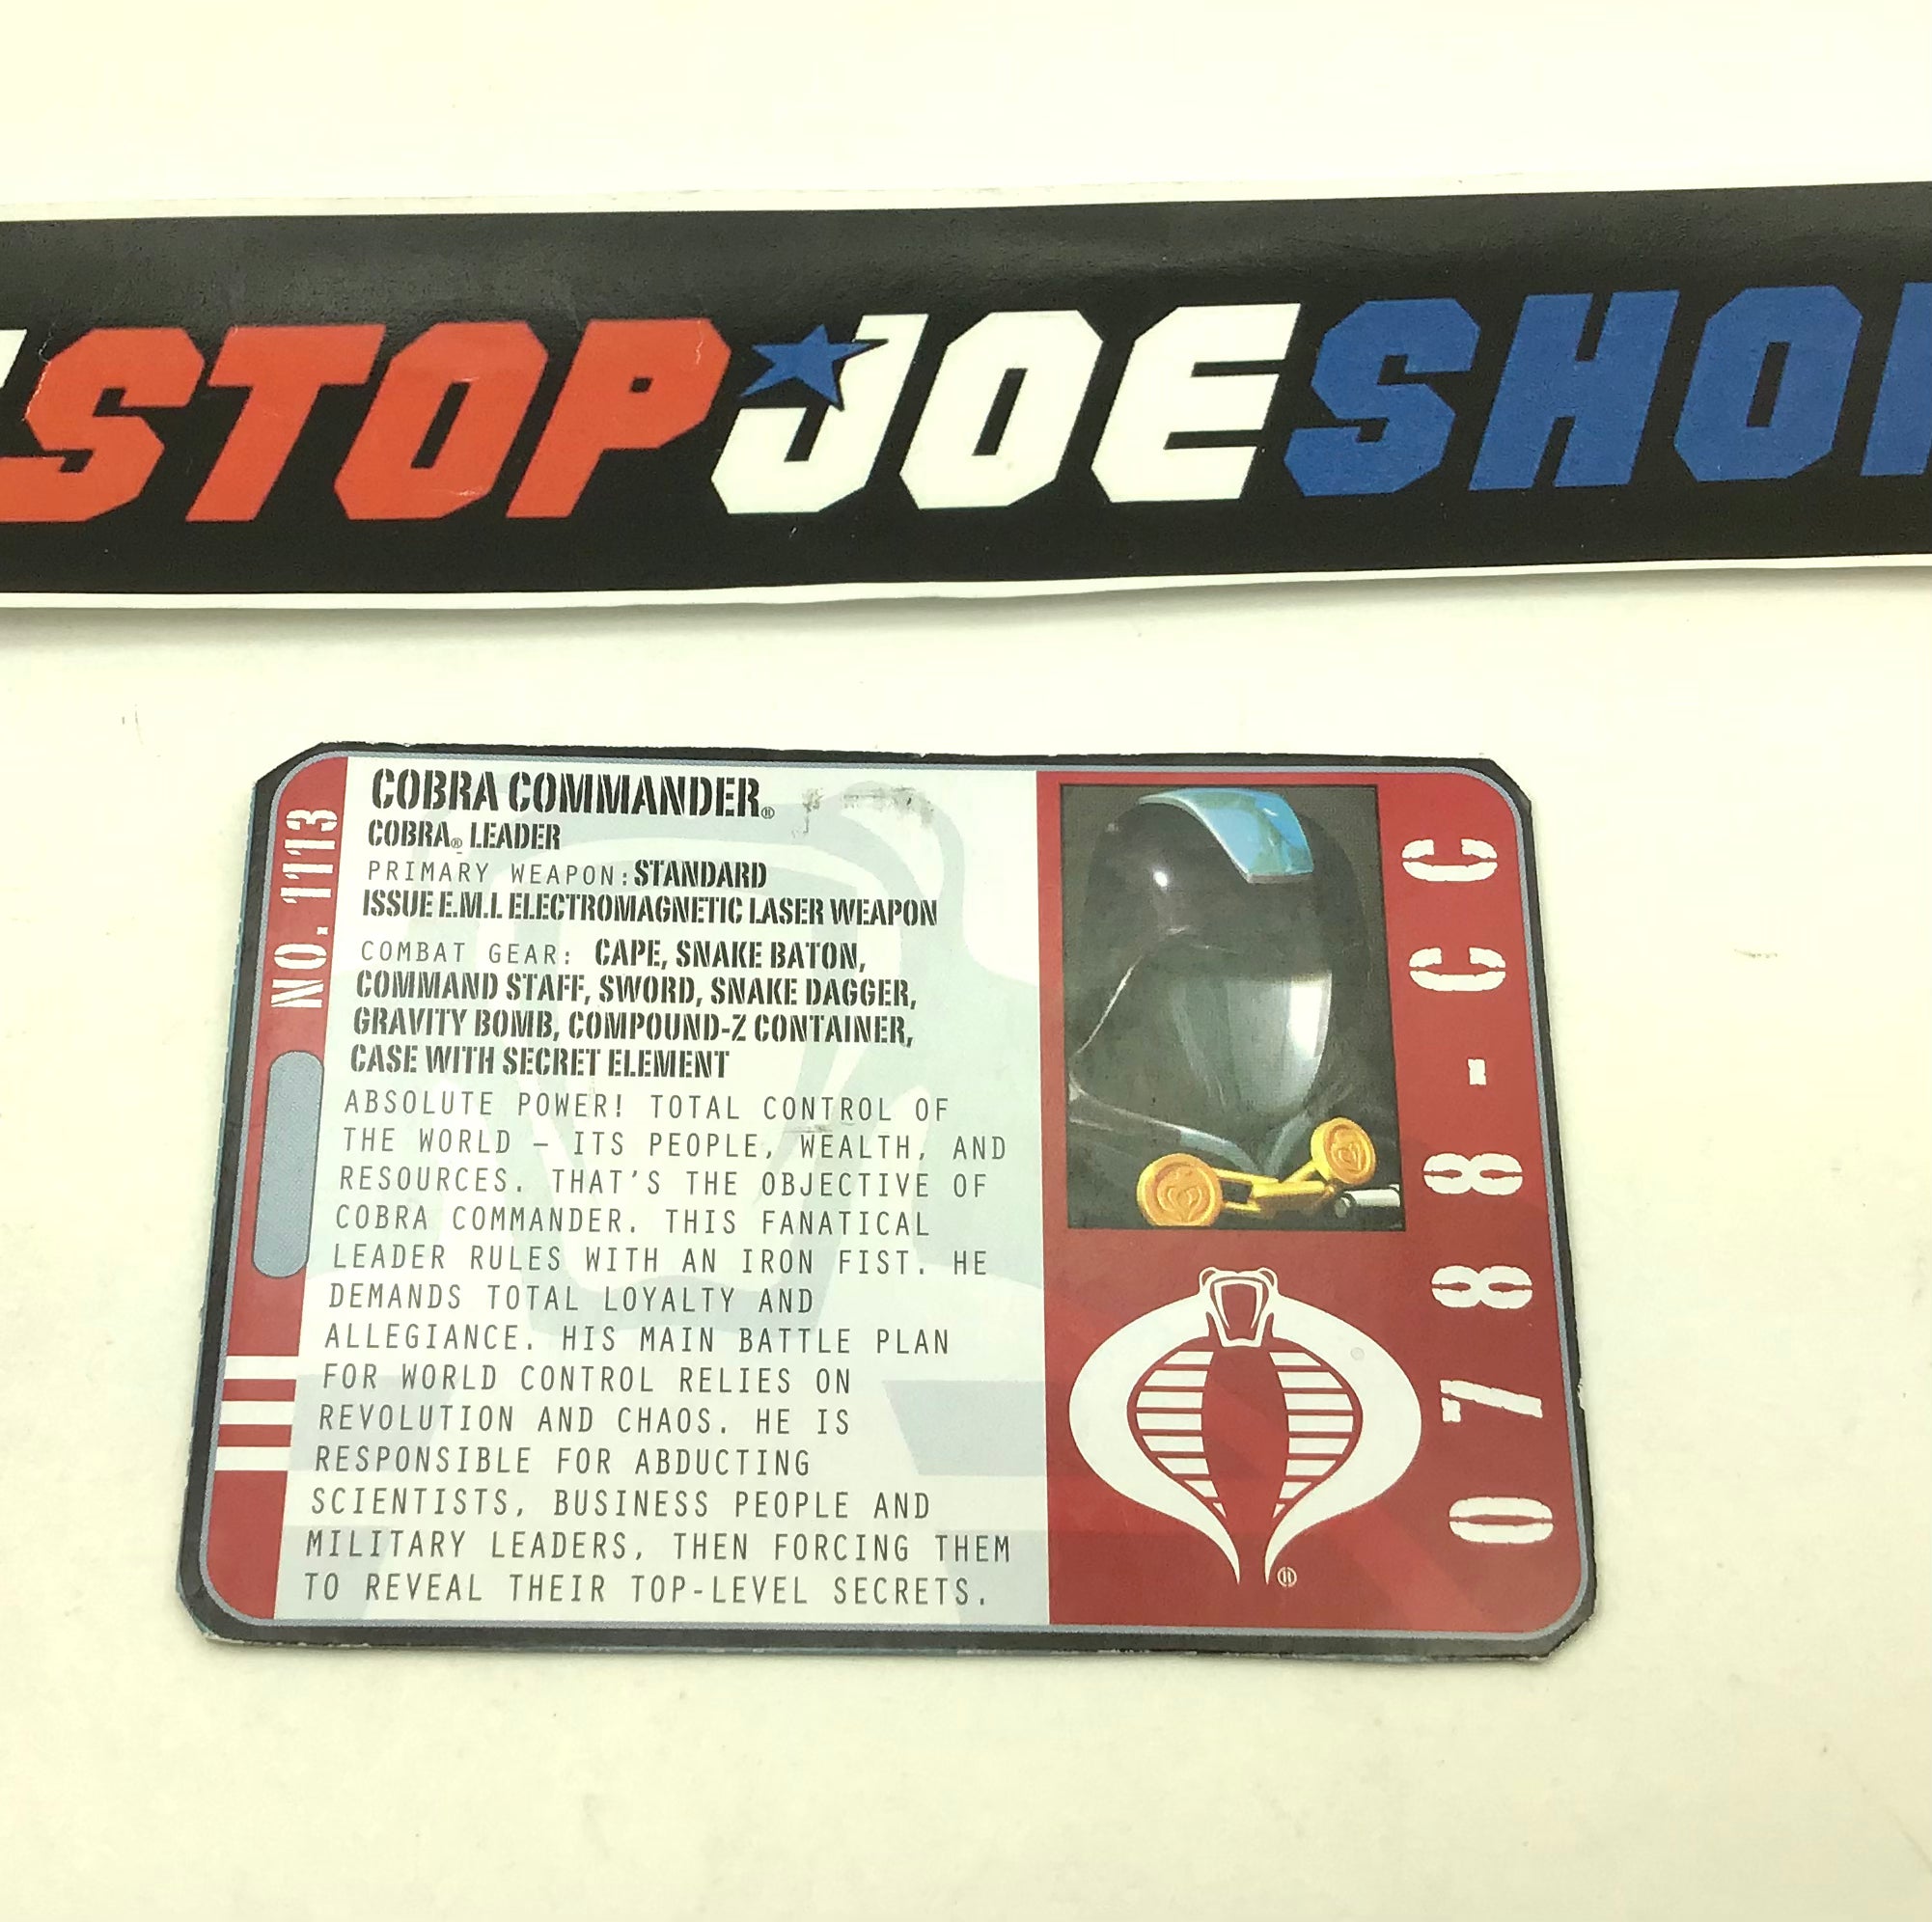 STOPJOESHO
COBRA COMMANDER®
COBRA® LEADER
PRIMARY WEAPON: STANDARD
ISSUE E.M.I. ELECTROMAGNETIC LASER WEAPON
COMBAT GEAR: CAPE, SNAKE BATON,
COMMAND STAFF, SWORD, SNAKE DAGGER,
GRAVITY BOMB, COMPOUND-Z CONTAINER,
CASE WITH SECRET ELEMENT
ABSOLUTE POWER! TOTAL CONTROL OF
THE WORLD – ITS PEOPLE, WEALTH, AND
RESOURCES. THAT'S THE OBJECTIVE OF
COBRA COMMANDER. THIS FANATICAL
LEADER RULES WITH AN IRON FIST. HE
DEMANDS TOTAL LOYALTY AND
ALLEGIANCE. HIS MAIN BATTLE PLAN
FOR WORLD CONTROL RELIES ON
REVOLUTION AND CHAOS. HE IS
RESPONSIBLE FOR ABDUCTING
SCIENTISTS, BUSINESS PEOPLE AND
MILITARY LEADERS, THEN FORCING THEM
TO REVEAL THEIR TOP-LEVEL SECRETS.
NO. 1113
0788-CC
®